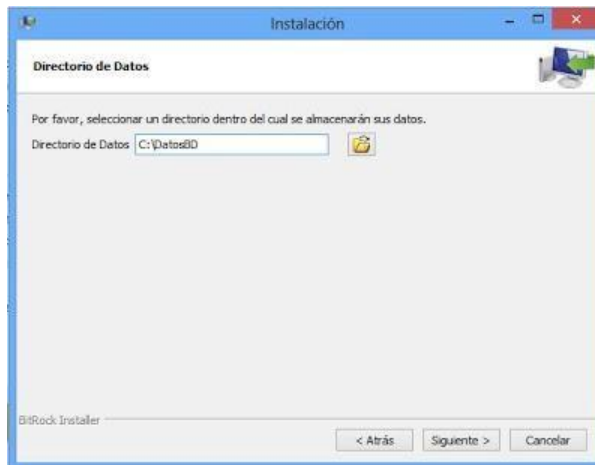 Instalación
Directorio de Datos
Por favor, seleccionar un directorio dentro del cual se almacenarán sus datos.
Directorio de Datos C:\DatosBD
BitRock Installer
< Atrás Siguiente > Cancelar